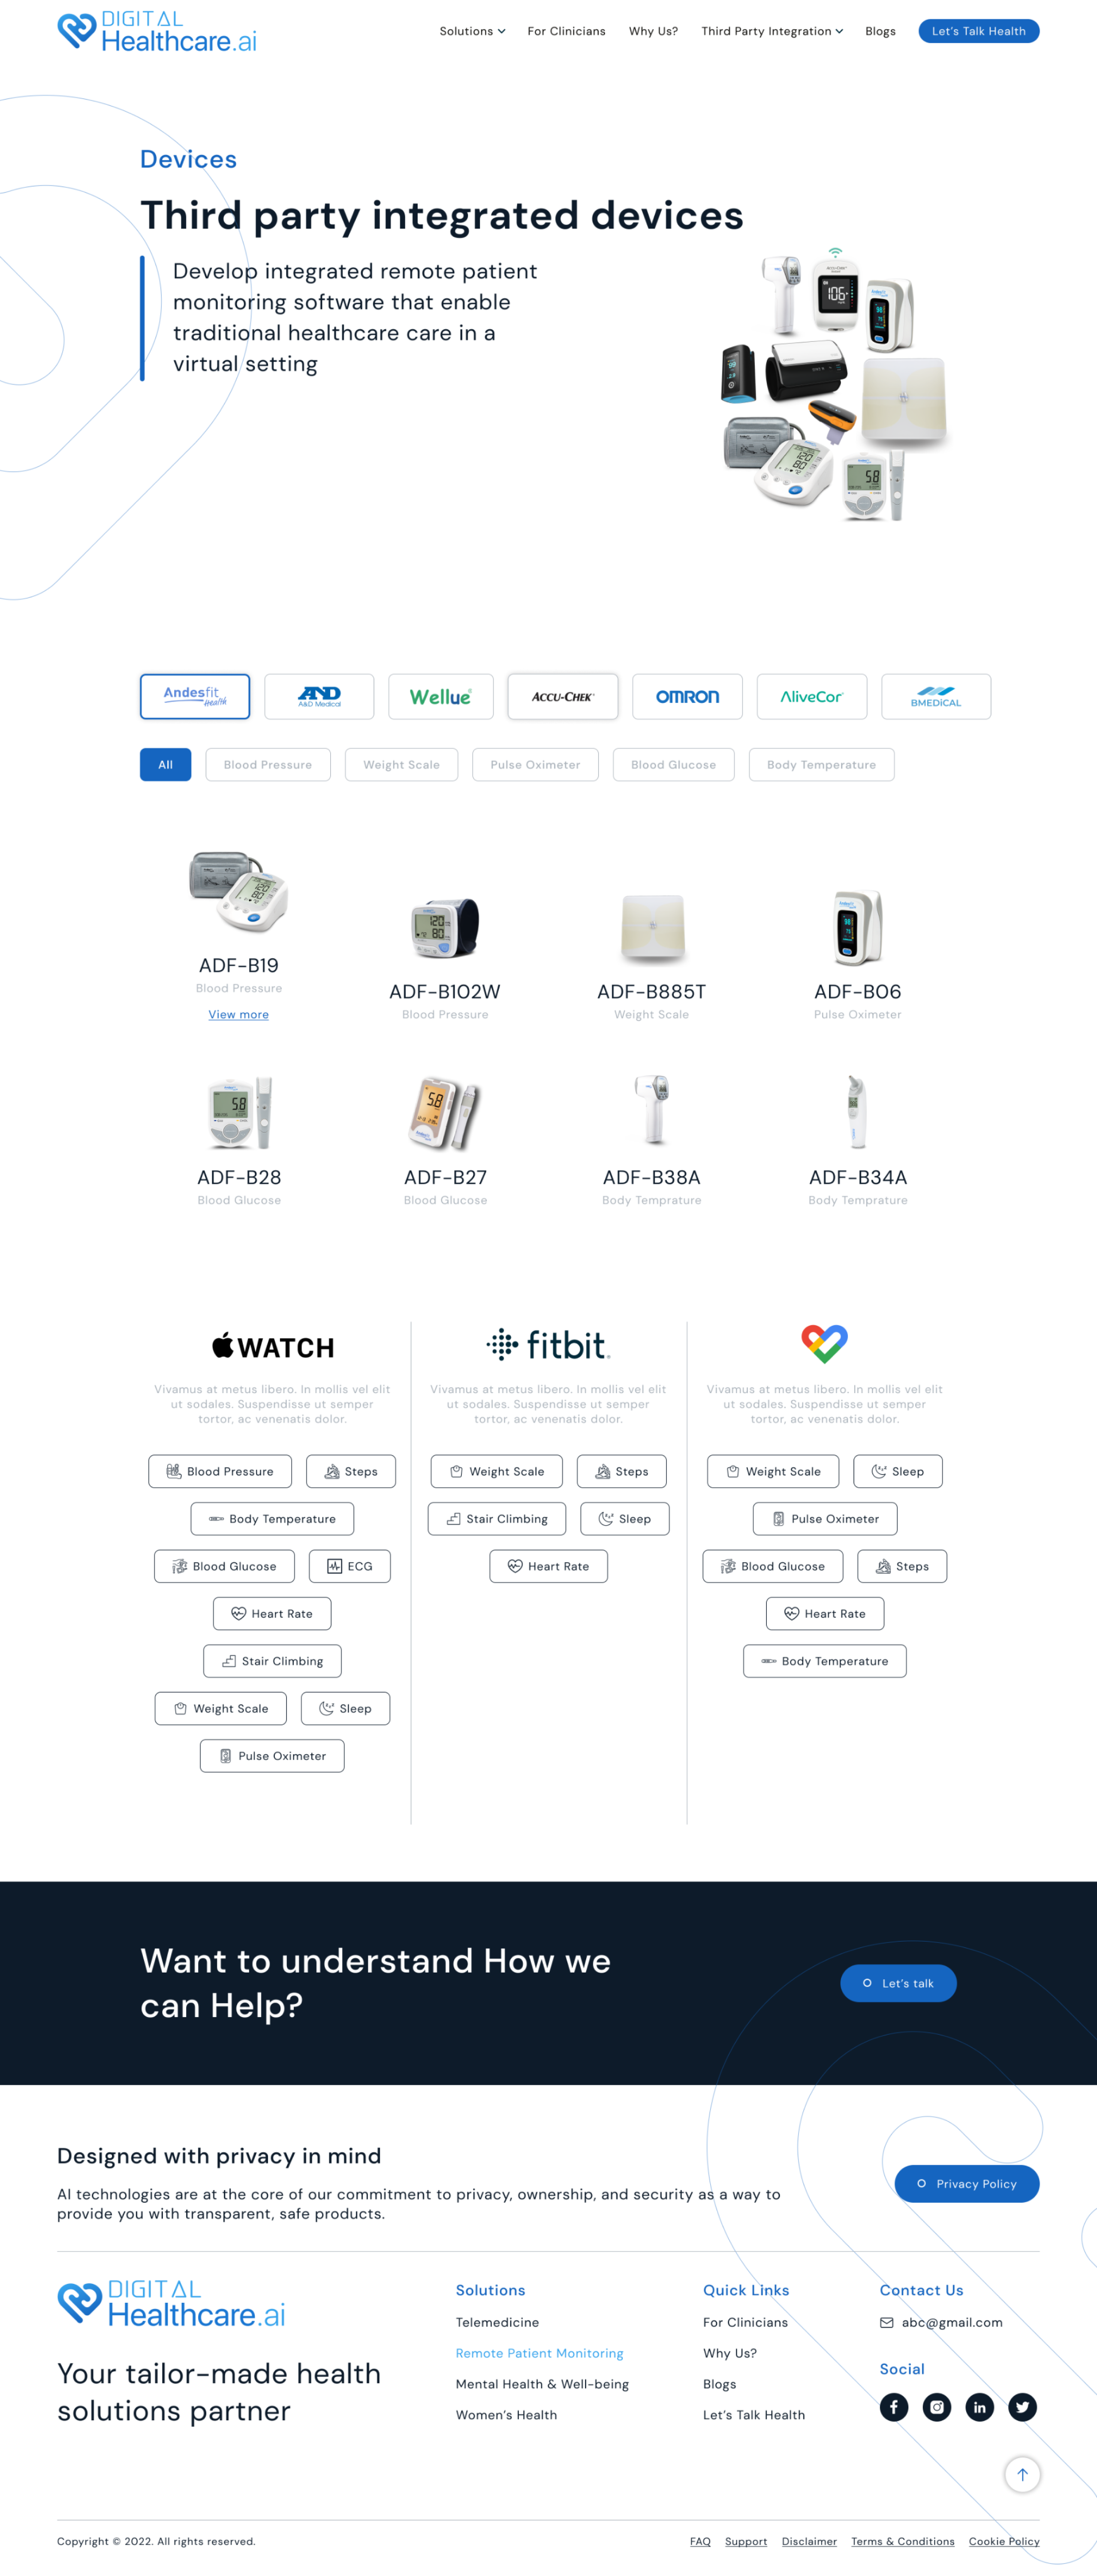 DIGITAL
Healthcare.ai
Solutions
For Clinicians
Why Us?
Third Party Integration
Blogs
Let's Talk Health
Devices
Third party integrated devices
Develop integrated remote patient
monitoring software that enable
traditional healthcare care in a
virtual setting
106
58
Andesfit
Health
AND
A&D Medical
Wellue
ACCU-CHEK
OMRON
AliveCor
BMEDiCAL
All
Blood Pressure
Weight Scale
Pulse Oximeter
Blood Glucose
Body Temperature
ADF-B19
Blood Pressure
View more
120
80
ADF-B102W
Blood Pressure
ADF-B885T
Weight Scale
ADF-B06
Pulse Oximeter
58
ADF-B28
Blood Glucose
5.8
ADF-B27
Blood Glucose
ADF-B38A
Body Temprature
ADF-B34A
Body Temprature
WATCH
Vivamus at metus libero. In mollis vel elit
ut sodales. Suspendisse ut semper
tortor, ac venenatis dolor.
Blood Pressure
Steps
Body Temperature
Blood Glucose
ECG
Heart Rate
Stair Climbing
Weight Scale
Sleep
Pulse Oximeter
fitbit
Vivamus at metus libero. In mollis vel elit
ut sodales. Suspendisse ut semper
tortor, ac venenatis dolor.
Weight Scale
Steps
Stair Climbing
Sleep
Heart Rate
Vivamus at metus libero. In mollis vel elit
ut sodales. Suspendisse ut semper
tortor, ac venenatis dolor.
Weight Scale
Sleep
Pulse Oximeter
Blood Glucose
Steps
Heart Rate
Body Temperature
Want to understand How we
can Help?
Let's talk
Designed with privacy in mind
AI technologies are at the core of our commitment to privacy, ownership, and security as a way to
provide you with transparent, safe products.
Privacy Policy
DIGITAL
Healthcare.ai
Your tailor-made health
solutions partner
Solutions
Telemedicine
Remote Patient Monitoring
Mental Health & Well-being
Women's Health
Quick Links
For Clinicians
Why Us?
Blogs
Let's Talk Health
Contact Us
abc@gmail.com
Social
Copyright © 2022. All rights reserved.
FAQ
Support
Disclaimer
Terms & Conditions
Cookie Policy